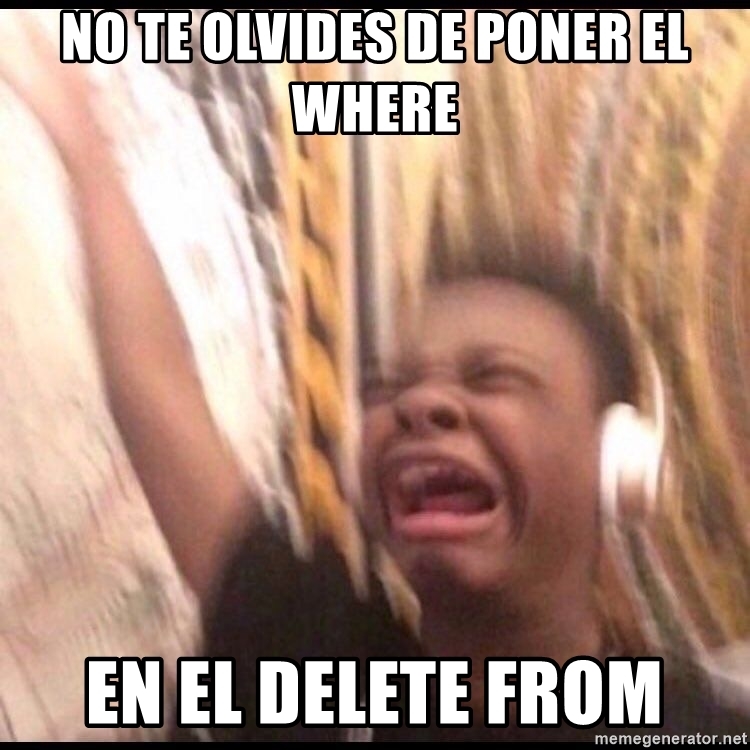 NO TE OLVIDES DE PONER EL
WHERE
EN EL DELETE FROM
memegenerator.net